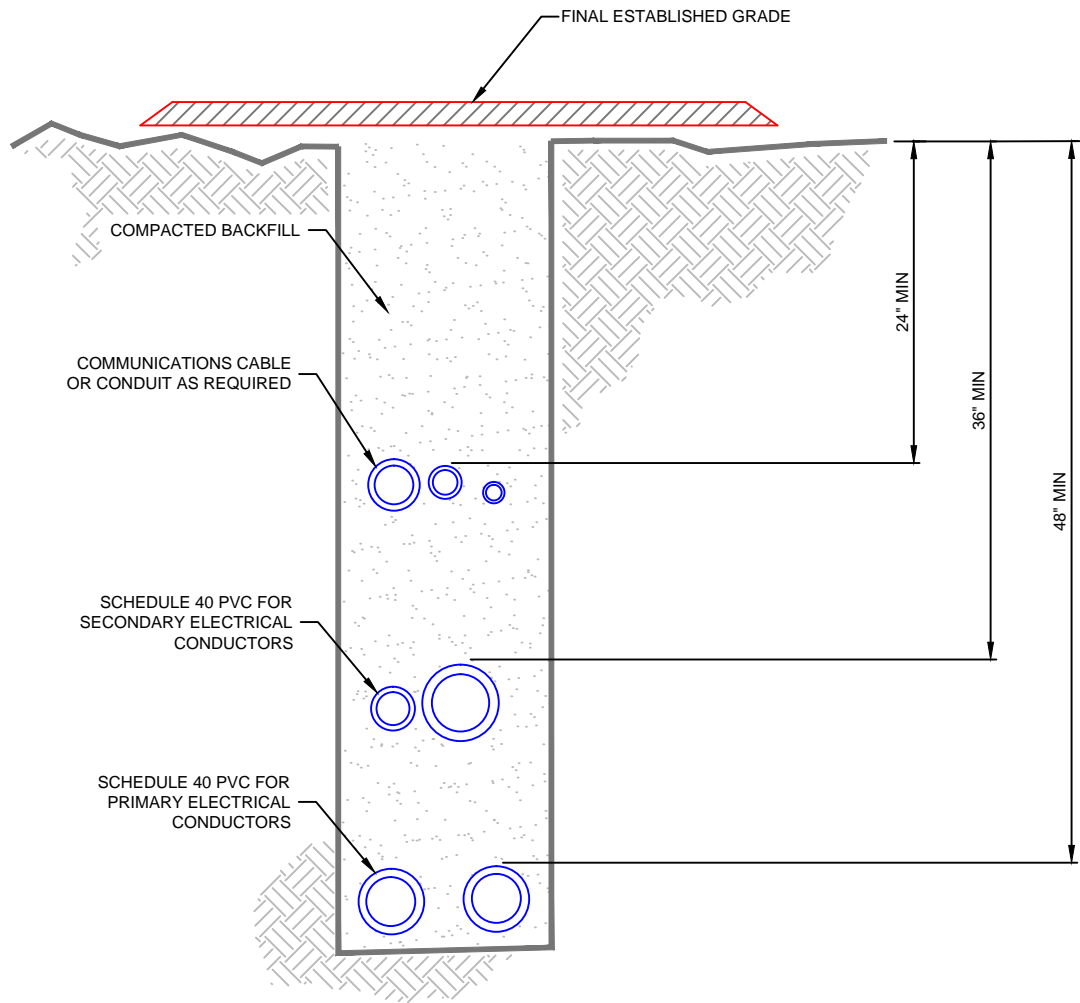 FINAL ESTABLISHED GRADE
COMPACTED BACKFILL
COMMUNICATIONS CABLE
OR CONDUIT AS REQUIRED
SCHEDULE 40 PVC FOR
SECONDARY ELECTRICAL
CONDUCTORS
SCHEDULE 40 PVC FOR
PRIMARY ELECTRICAL
CONDUCTORS
24" MIN
36" MIN
48" MIN